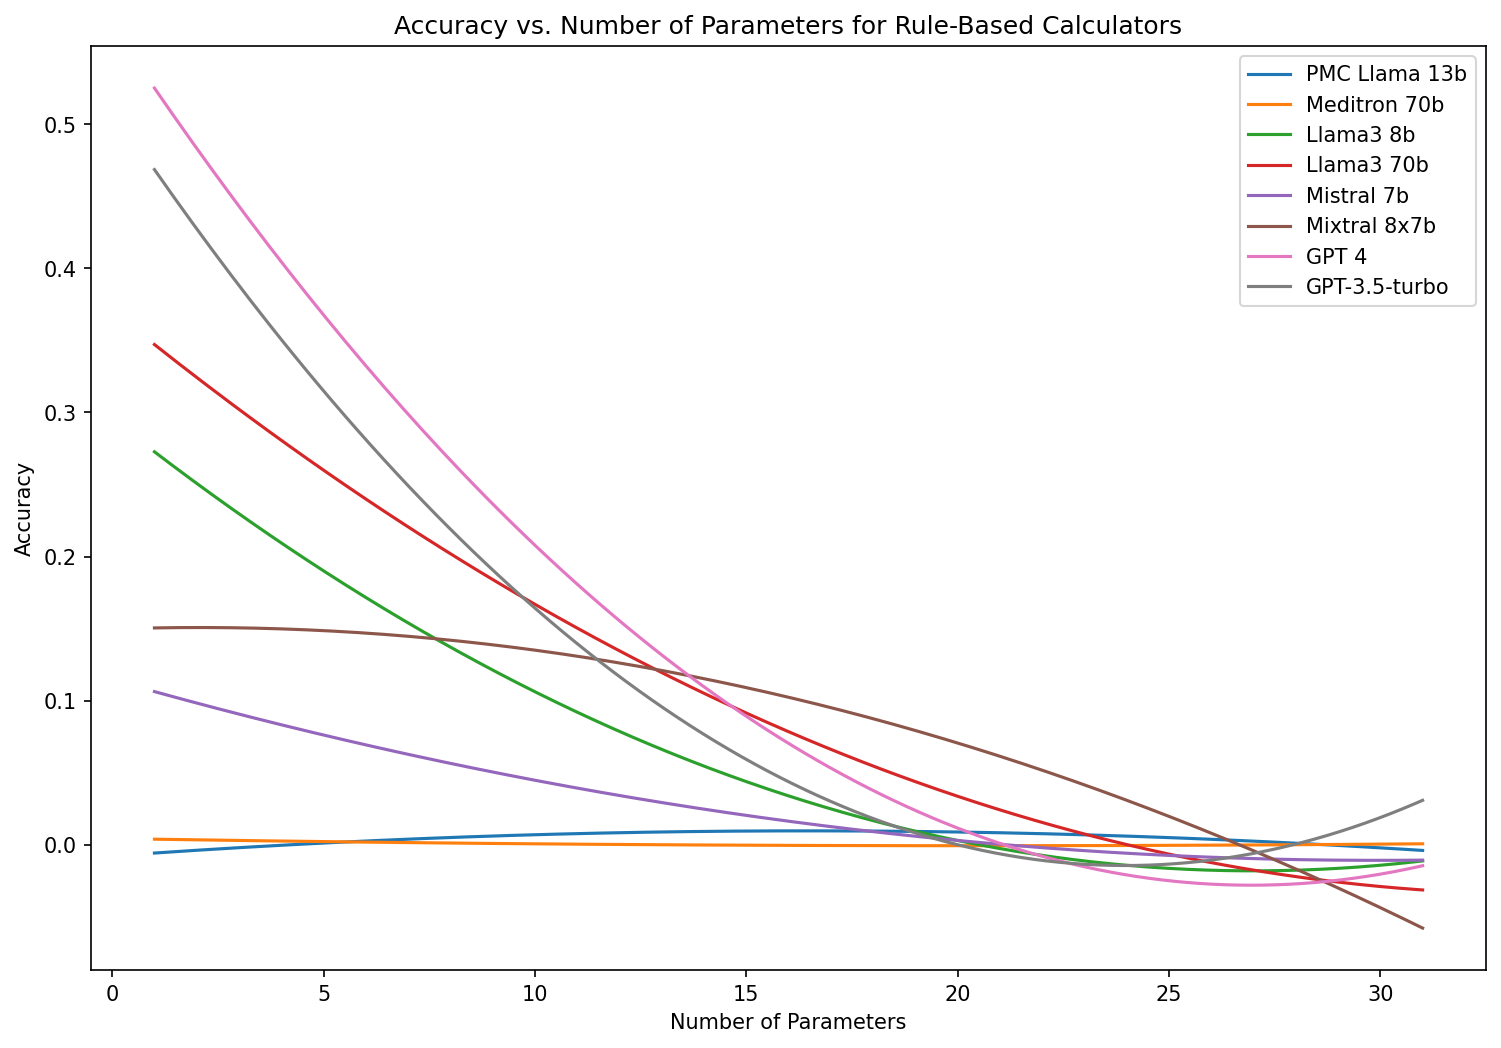 Accuracy vs. Number of Parameters for Rule-Based Calculators
PMC Llama 13b
Meditron 70b
Llama3 8b
Llama3 70b
Mistral 7b
Mixtral 8x7b
GPT 4
GPT-3.5-turbo
Accuracy
0.5
0.4
0.3
0.2
0.1
0.0
0
5
10
15
20
25
30
Number of Parameters